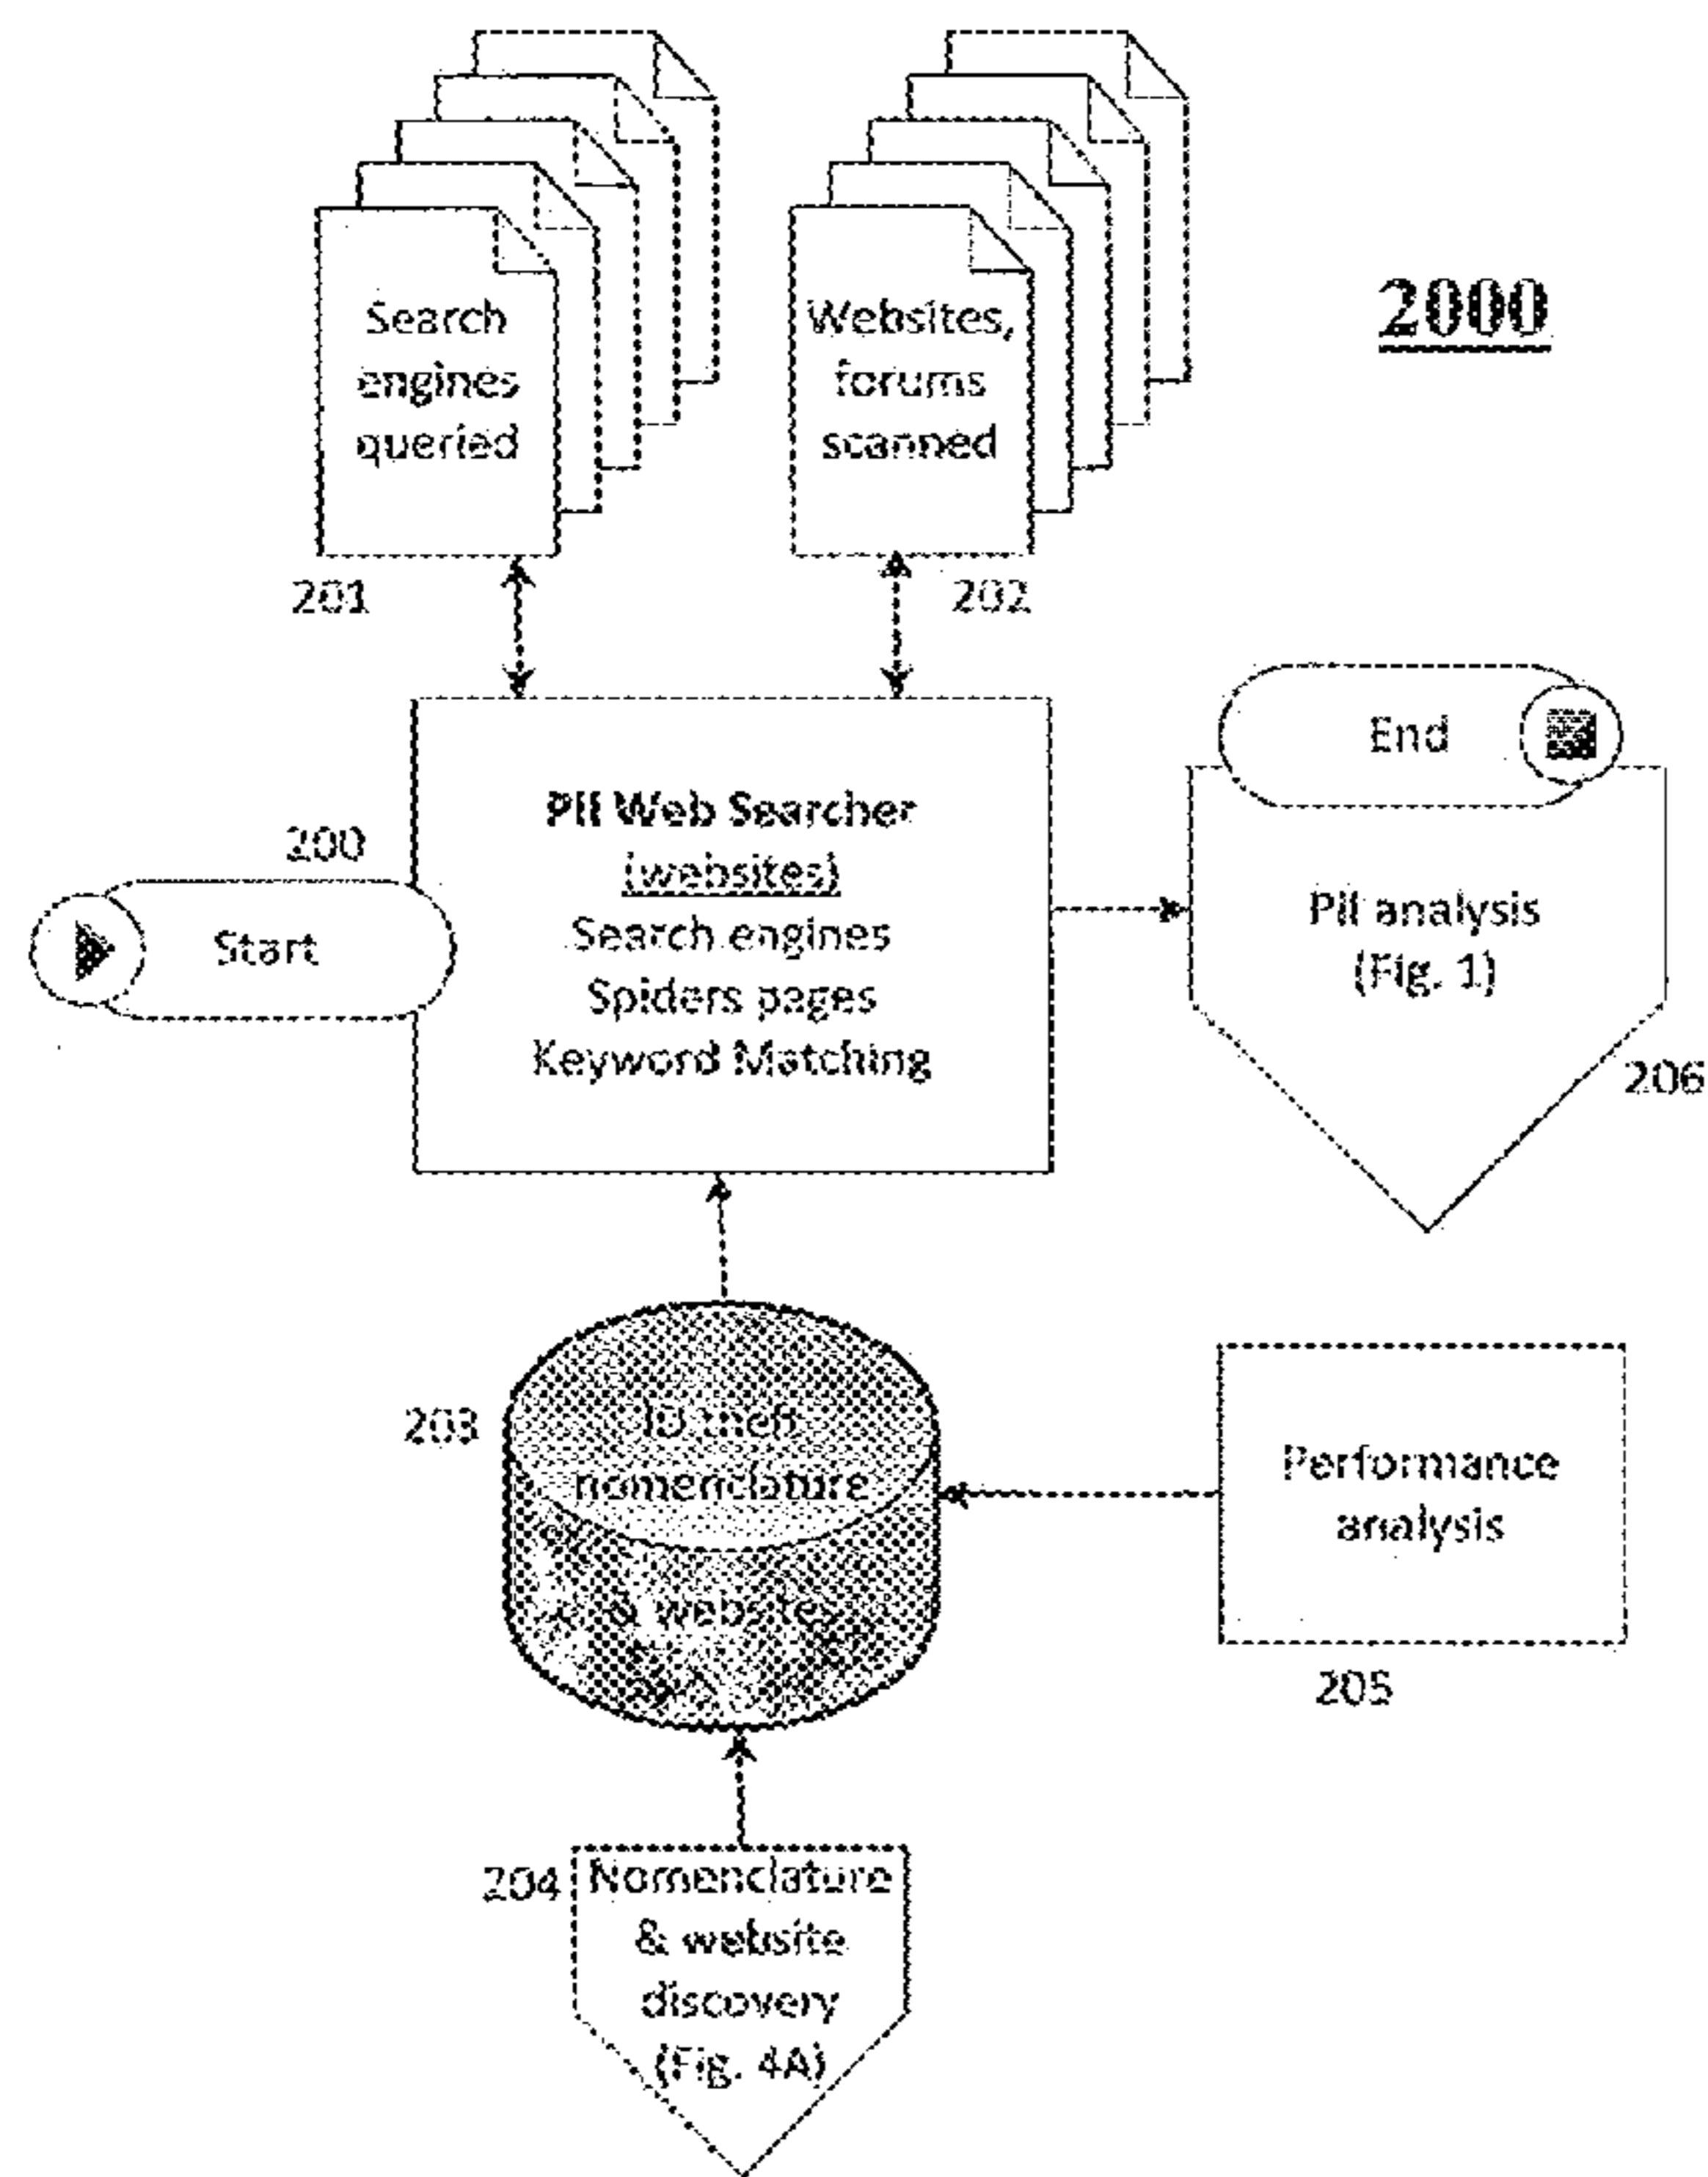 Search
engines
queried
Websites,
forums
scanned
2000
201
202
End
PII Web Searcher
(websites)
Search engines
Spiders pages
Keyword Matching
200
Start
PII analysis
(Fig. 1)
206
203
ID theft
nomenclature
websites
Performance
analysis
205
204
Nomenclature
& website
discovery
(Fig. 4A)